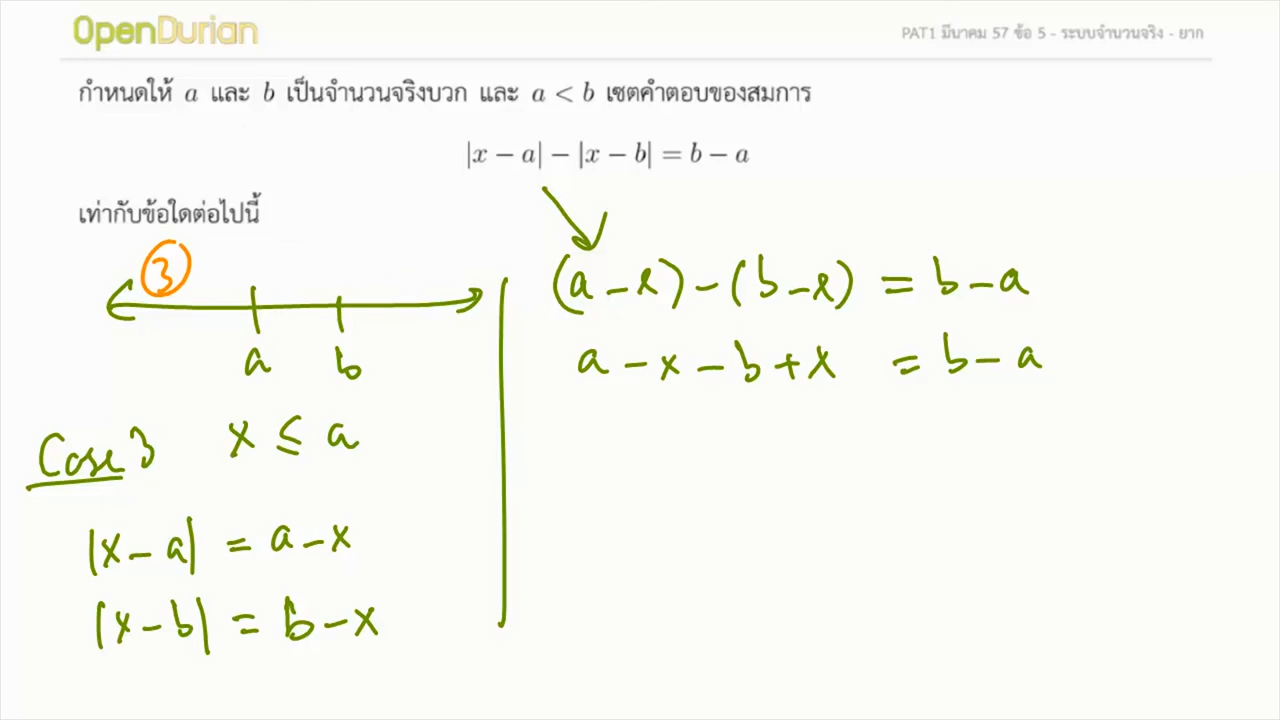 OpenDurian
PAT1 มีนาคม 57 ข้อ 5 - ระบบจำนวนจริง - ยาก
กำหนดให้ a และ b เป็นจำนวนจริงบวก และ a < b เซตคำตอบของสมการ
|x − a| − |x − b| = b − a
เท่ากับข้อใดต่อไปนี้
3
a b
Case 3 x ≤ a
|x − a| = a − x
|x − b| = b − x
(a − x) − (b − x) = b − a
a − x − b + x = b − a